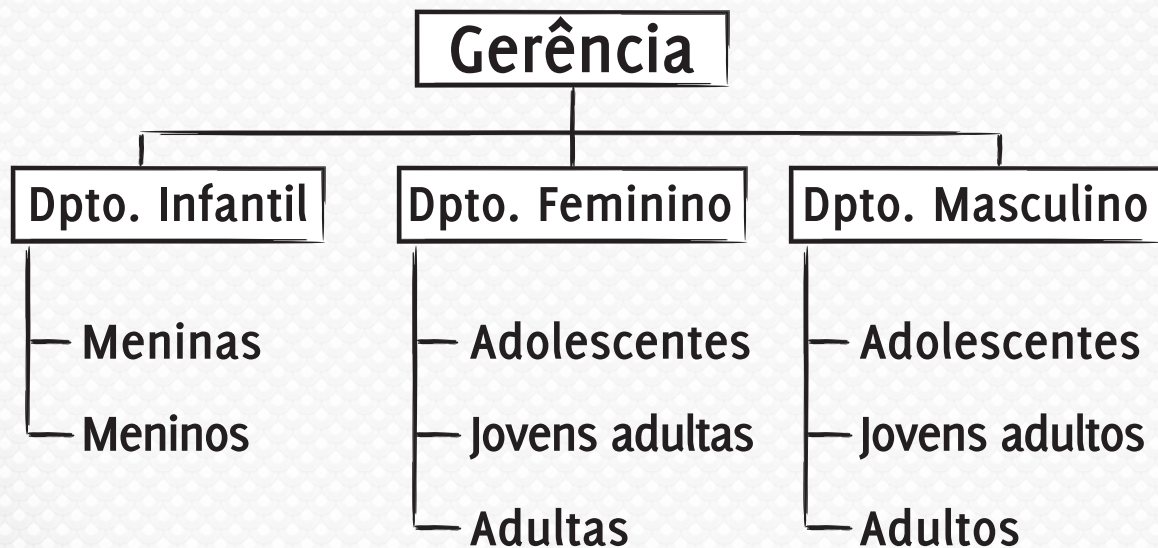 Gerência
Dpto. Infantil
Meninas
Meninos
Dpto. Feminino
Adolescentes
Jovens adultas
Adultas
Dpto. Masculino
Adolescentes
Jovens adultos
Adultos